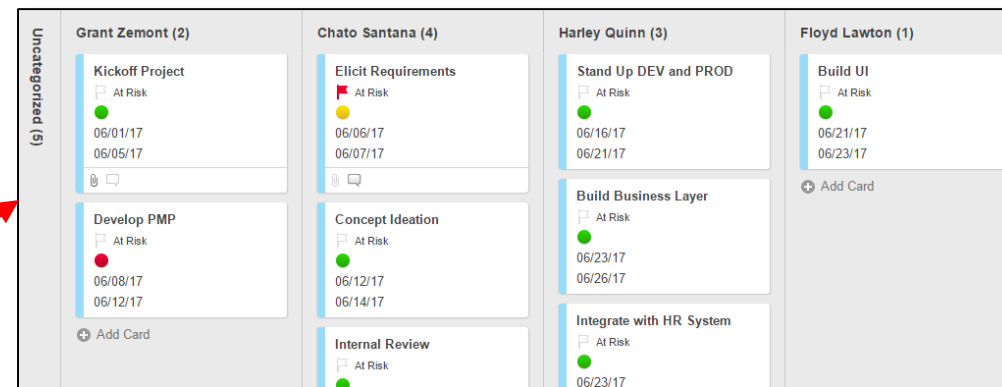 Uncategorized (5)
Grant Zemont (2)
Kickoff Project
At Risk
06/01/17
06/05/17
Develop PMP
At Risk
06/08/17
06/12/17
Add Card
Chato Santana (4)
Elicit Requirements
At Risk
06/06/17
06/07/17
Concept Ideation
At Risk
06/12/17
06/14/17
Internal Review
At Risk
Harley Quinn (3)
Stand Up DEV and PROD
At Risk
06/16/17
06/21/17
Build Business Layer
At Risk
06/23/17
06/26/17
Integrate with HR System
At Risk
06/23/17
Floyd Lawton (1)
Build UI
At Risk
06/21/17
06/23/17
Add Card